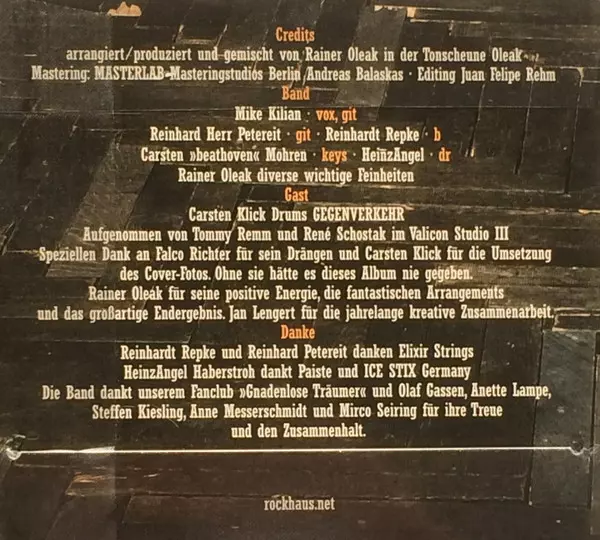 Credits
arrangiert/produziert und gemischt von Rainer Oleak in der Tonscheune Oleak
Mastering: MASTERLAB-Masteringstudios Berlin/Andreas Balaskas · Editing Juan Felipe Rehm
Band
Mike Kilian · vox, git
Reinhard Herr Petereit · git · Reinhardt Repke · b
Carsten »beathoven« Mohren · keys · HeinzAngel · dr
Rainer Oleak diverse wichtige Feinheiten
Gast
Carsten Klick Drums GEGENVERKEHR
Aufgenommen von Tommy Remm und René Schostak im Valicon Studio III
Speziellen Dank an Falco Richter für sein Drängen und Carsten Klick für die Umsetzung
des Cover-Fotos. Ohne sie hätte es dieses Album nie gegeben.
Rainer Oleak für seine positive Energie, die fantastischen Arrangements
und das großartige Endergebnis. Jan Lengert für die jahrelange kreative Zusammenarbeit.
Danke
Reinhardt Repke und Reinhard Petereit danken Elixir Strings
HeinzAngel Haberstroh dankt Paiste und ICE STIX Germany
Die Band dankt unserem Fanclub »Gnadenlose Träumer« und Olaf Gassen, Anette Lampe,
Steffen Kiesling, Anne Messerschmidt und Mirco Seiring für ihre Treue
und den Zusammenhalt.
rockhaus.net